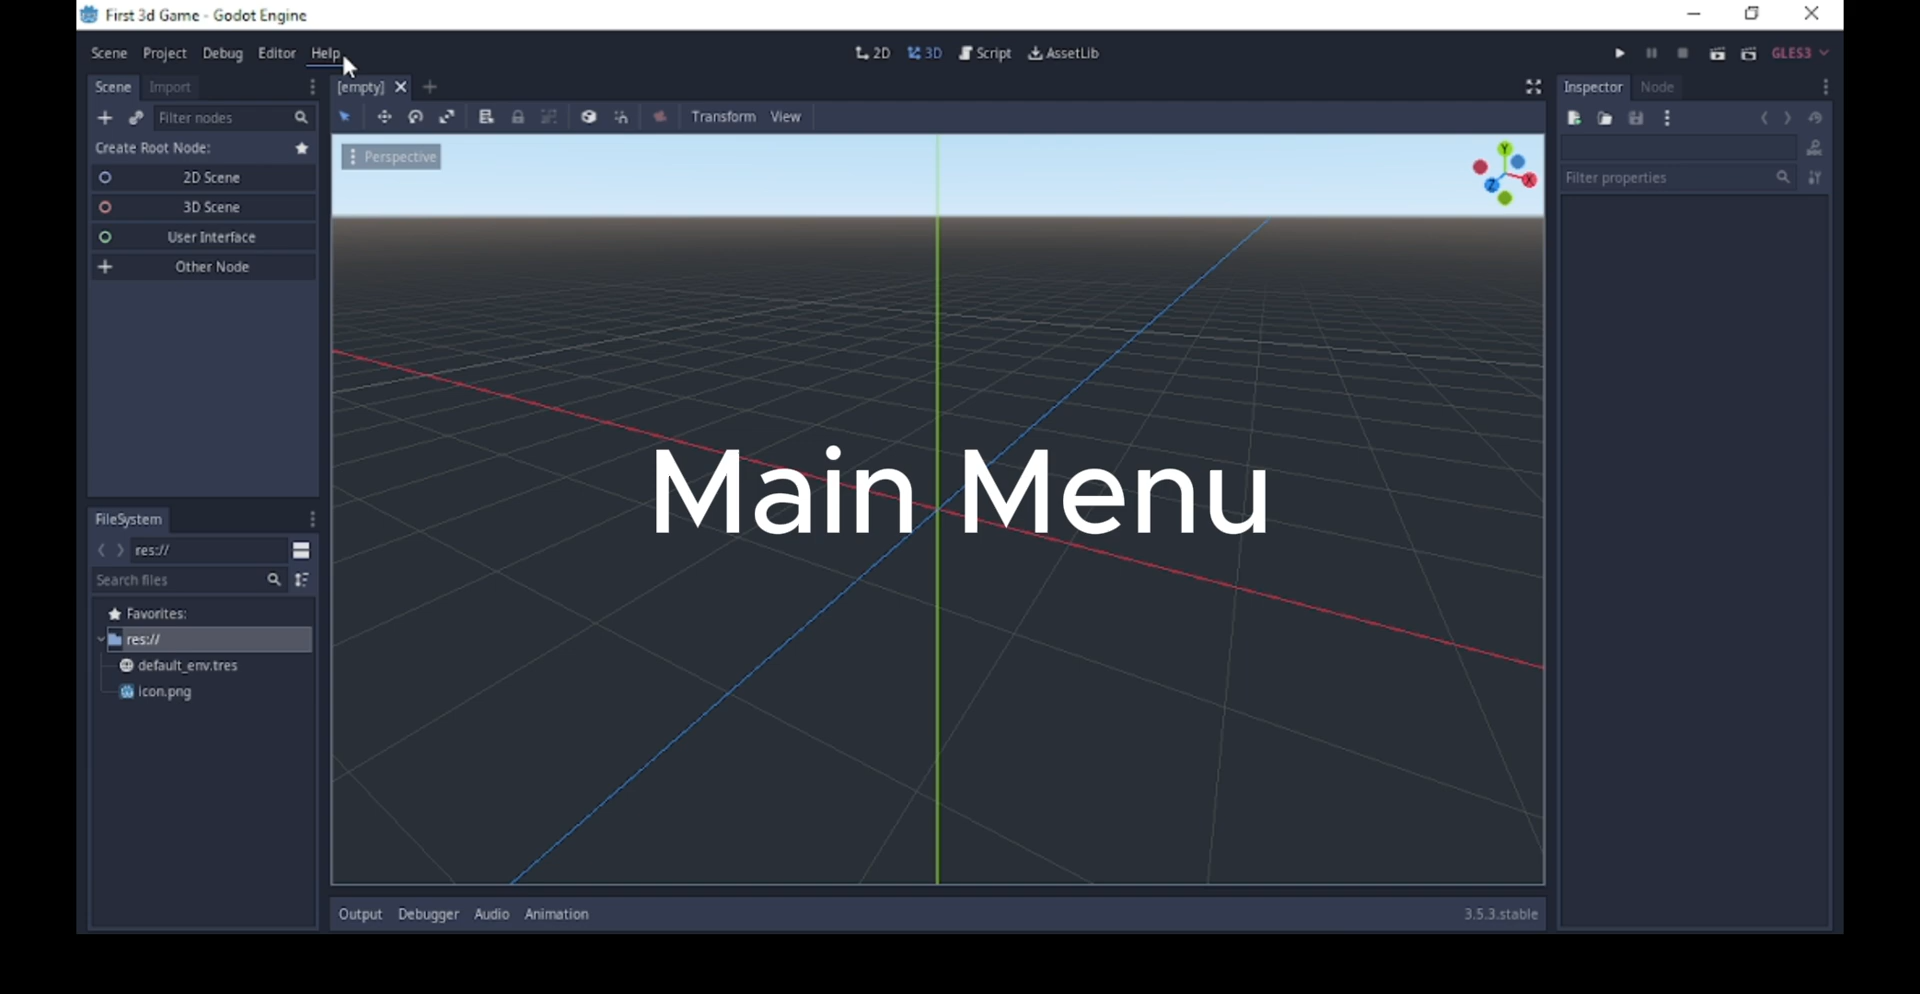 First 3d Game - Godot Engine
Scene Project Debug Editor Help
2D 3D Script AssetLib
GLES3
Scene Import
[empty]
Inspector Node
Filter nodes
Transform View
Create Root Node:
Perspective
Y
X
Z
2D Scene
Filter properties
3D Scene
User Interface
Other Node
Main Menu
FileSystem
res://
Search files
Favorites:
res://
default_env.tres
icon.png
Output Debugger Audio Animation
3.5.3.stable